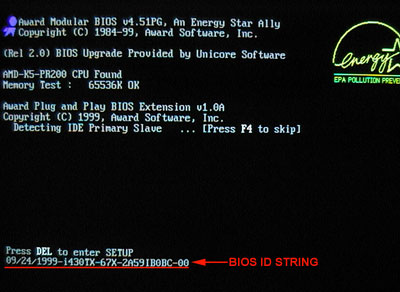 Award Modular BIOS v4.51PG, An Energy Star Ally
Copyright (C) 1984-99, Award Software, Inc.
(Rel 2.0) BIOS Upgrade Provided by Unicore Software
AMD-K5-PR200 CPU Found
Memory Test :   65536K OK
Award Plug and Play BIOS Extension v1.0A
Copyright (C) 1999, Award Software, Inc.
Detecting IDE Primary Slave   ... [Press F4 to skip]
energy
EPA POLLUTION PREVE
Press DEL to enter SETUP
09/24/1999-i430TX-67X-2A59IB0BC-00
BIOS ID STRING